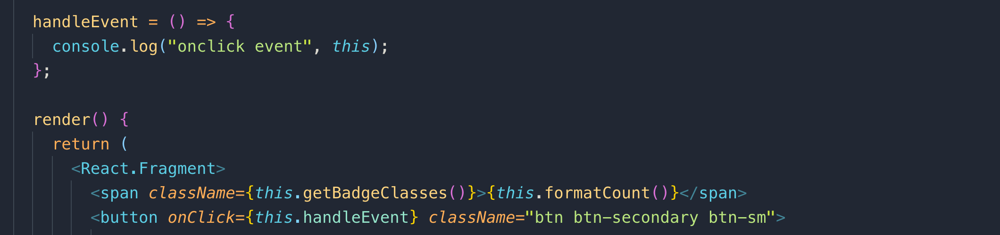 handleEvent = () => {
console.log("onclick event", this);
};
render() {
return (
<React.Fragment>
<span className={this.getBadgeClasses()}>{this.formatCount()}</span>
<button onClick={this.handleEvent} className="btn btn-secondary btn-sm">